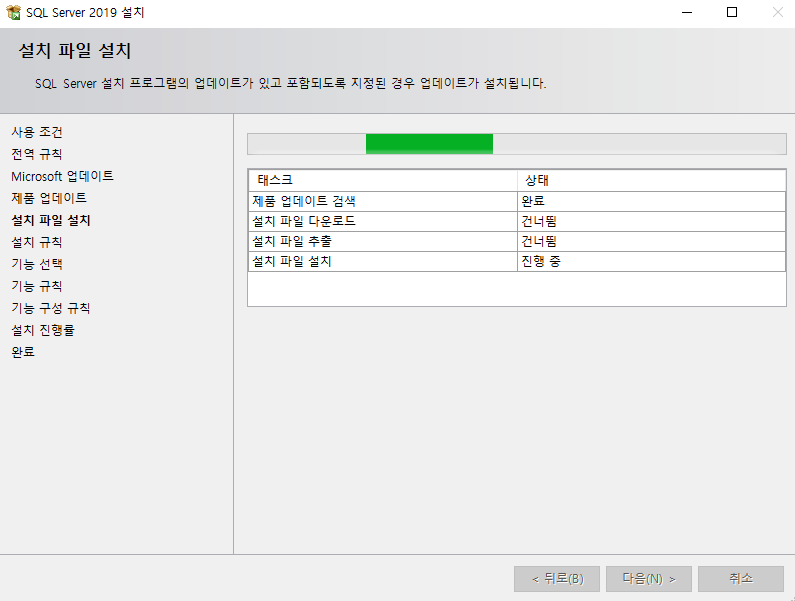 SQL Server 2019 설치
설치 파일 설치
SQL Server 설치 프로그램의 업데이트가 있고 포함되도록 지정된 경우 업데이트가 설치됩니다.
사용 조건
전역 규칙
Microsoft 업데이트
제품 업데이트
설치 파일 설치
설치 규칙
기능 선택
기능 규칙
기능 구성 규칙
설치 진행률
완료
태스크 상태
제품 업데이트 검색 완료
설치 파일 다운로드 건너뜀
설치 파일 추출 건너뜀
설치 파일 설치 진행 중
< 뒤로(B) 다음(N) > 취소